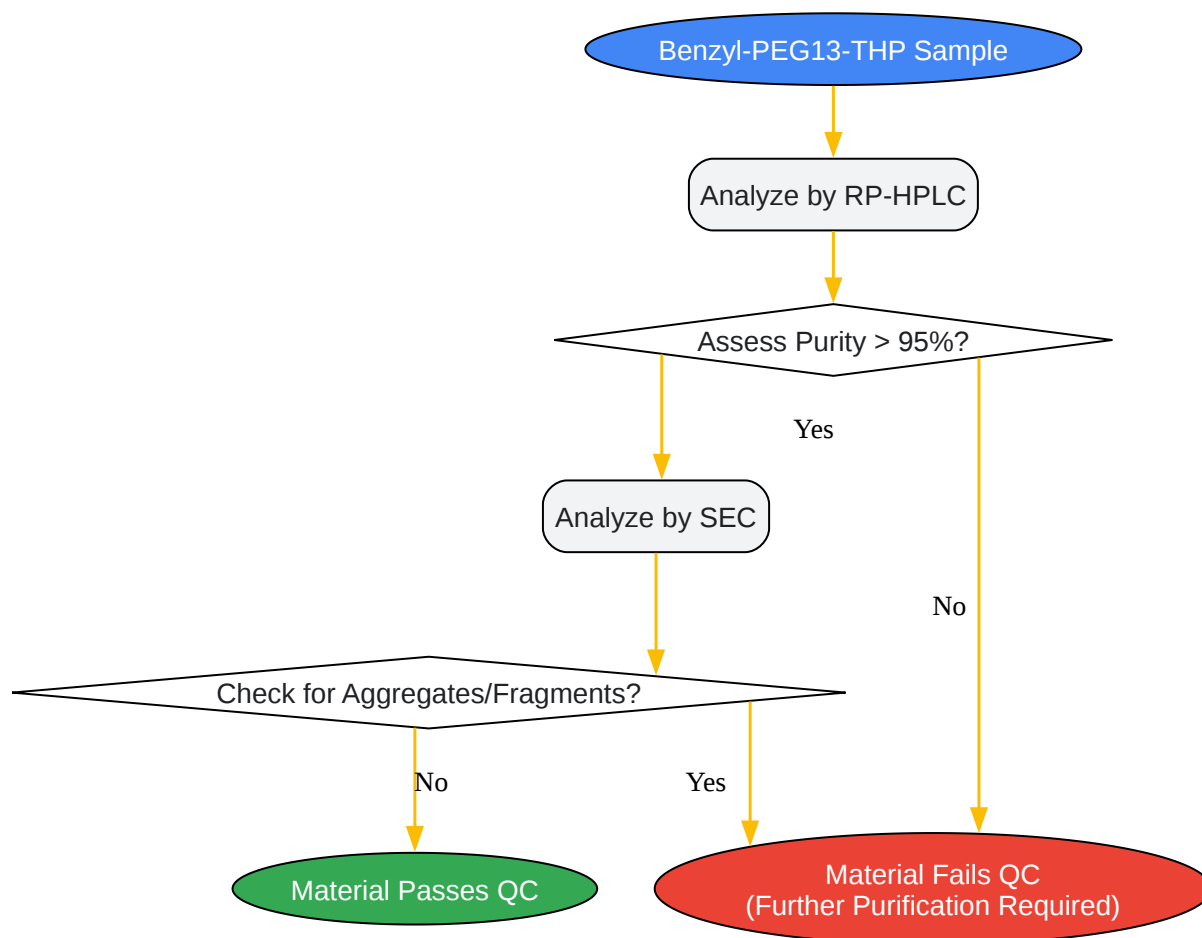 Benzyl-PEG13-THP Sample
Analyze by RP-HPLC
Assess Purity > 95%?
Yes
Analyze by SEC
No
Check for Aggregates/Fragments?
No
Yes
Material Passes QC
Material Fails QC
(Further Purification Required)